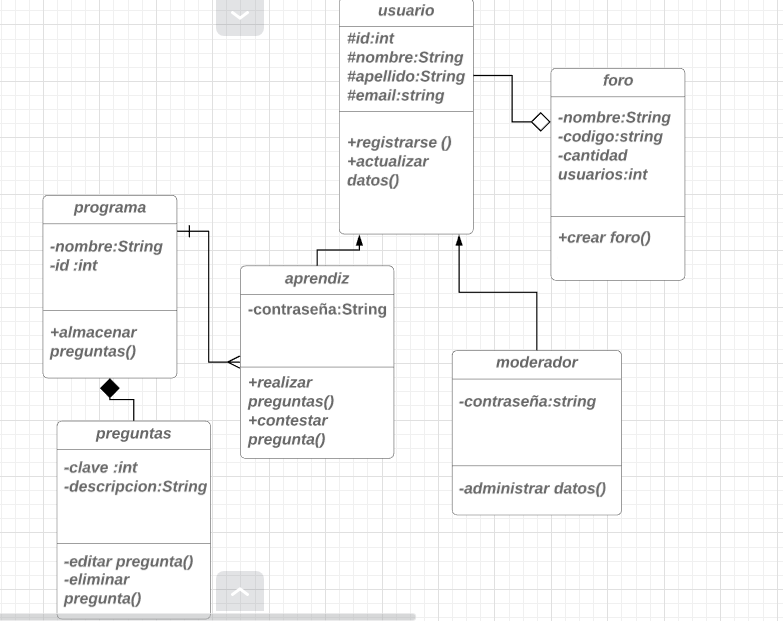 usuario
#id:int
#nombre:String
#apellido:String
#email:string
+registrarse ()
+actualizar
datos()
foro
-nombre:String
-codigo:string
-cantidad
usuarios:int
+crear foro()
programa
-nombre:String
-id :int
+almacenar
preguntas()
aprendiz
-contraseña:String
+realizar
preguntas()
+contestar
pregunta()
moderador
-contraseña:string
-administrar datos()
preguntas
-clave :int
-descripcion:String
-editar pregunta()
-eliminar
pregunta()